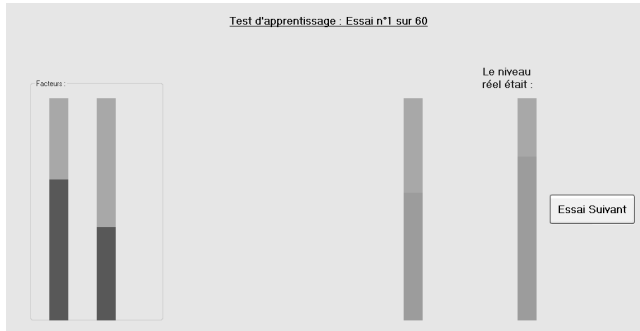 Test d'apprentissage : Essai n°1 sur 60
Le niveau
réel était :
Facteurs :
Essai Suivant